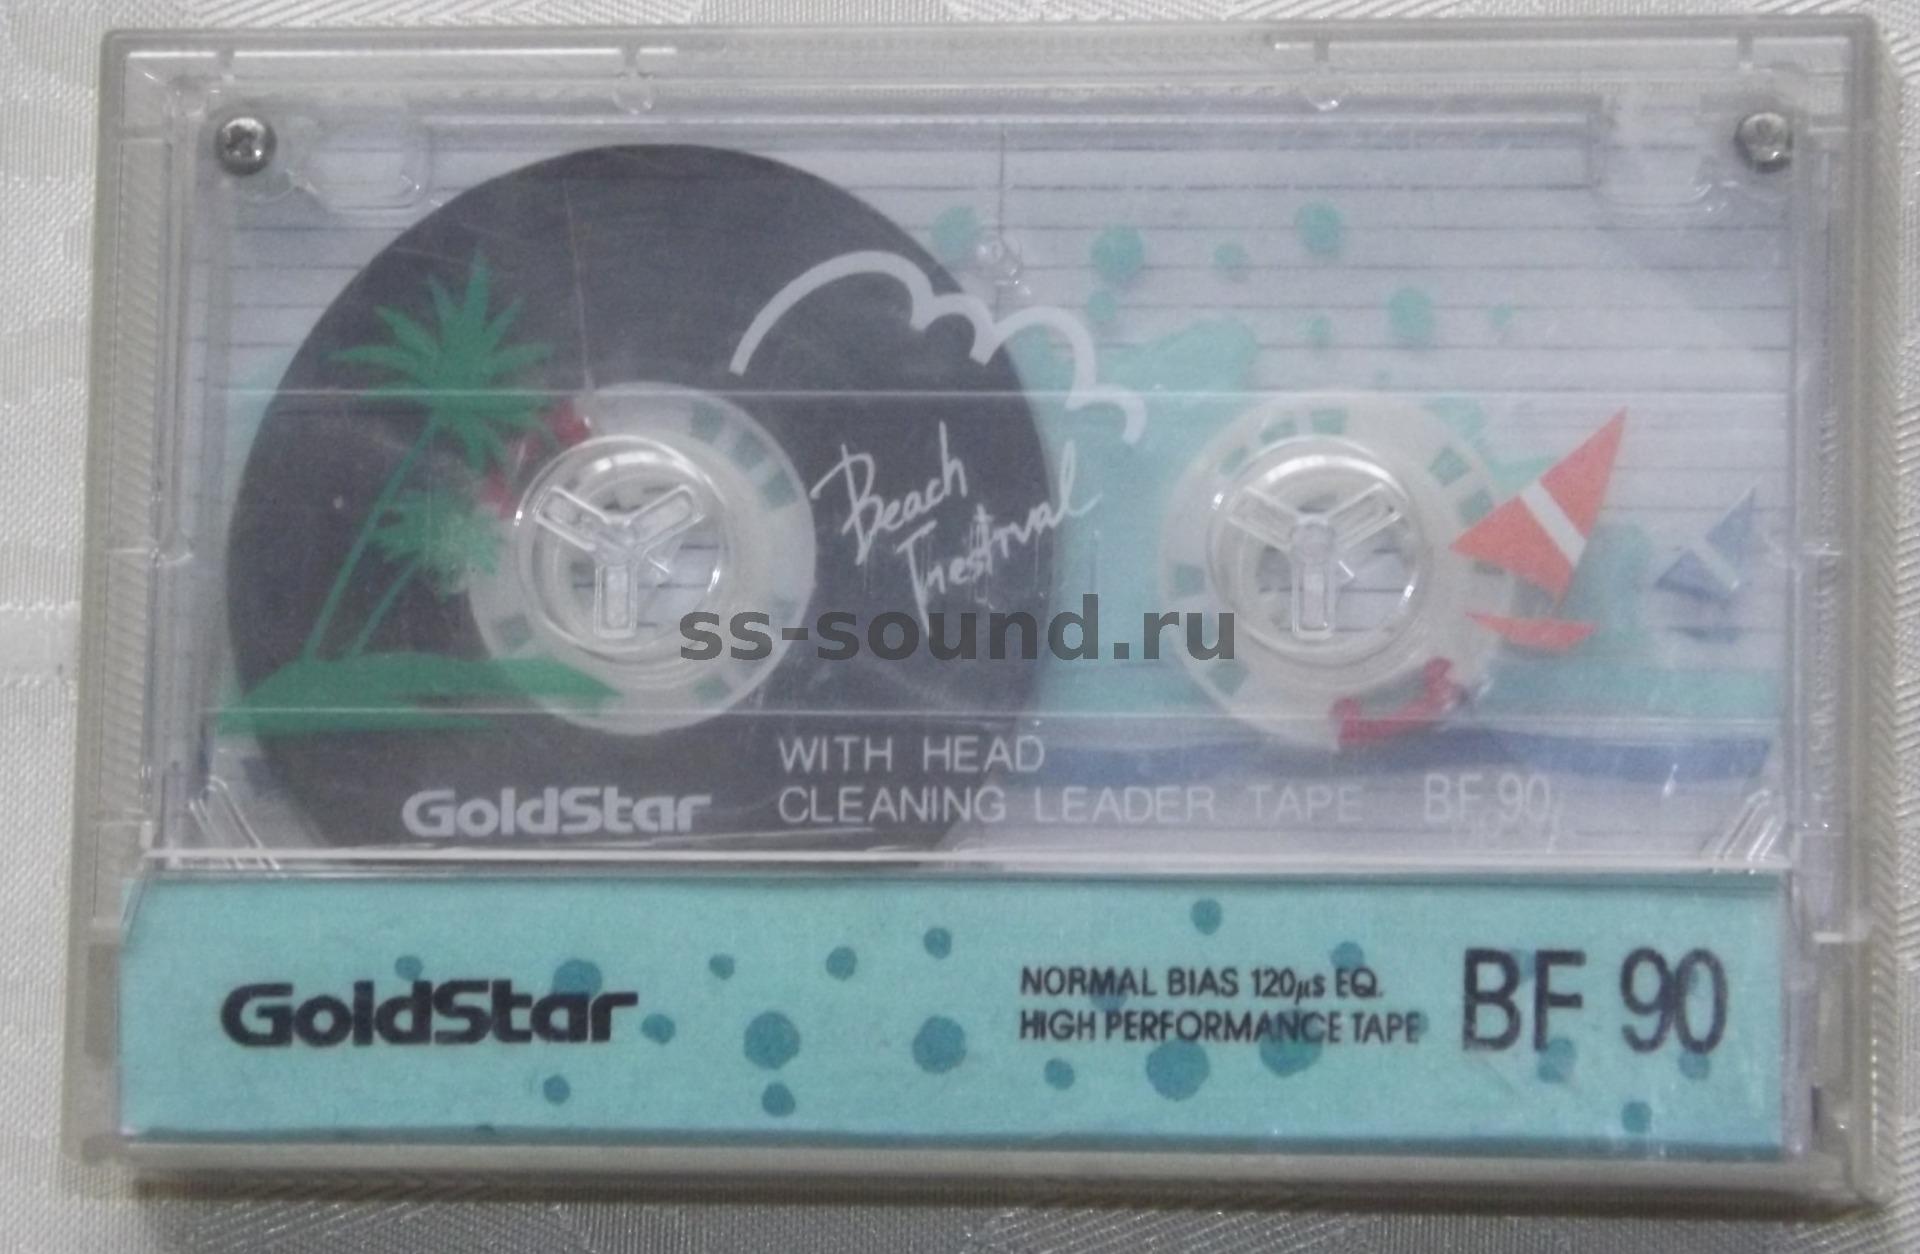 Beach
Festival
ss-sound.ru
WITH HEAD
GoldStar CLEANING LEADER TAPE BF 90
GoldStar
NORMAL BIAS 120µs EQ.
HIGH PERFORMANCE TAPE
BF 90